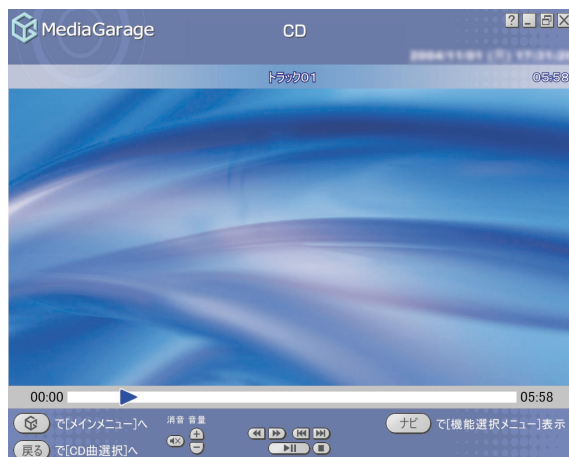 MediaGarage
CD
?
トラック01 05:58
00:00 05:58
で[メインメニュー]へ
消音 音量
ナビ で[機能選択メニュー]表示
戻る で[CD曲選択]へ